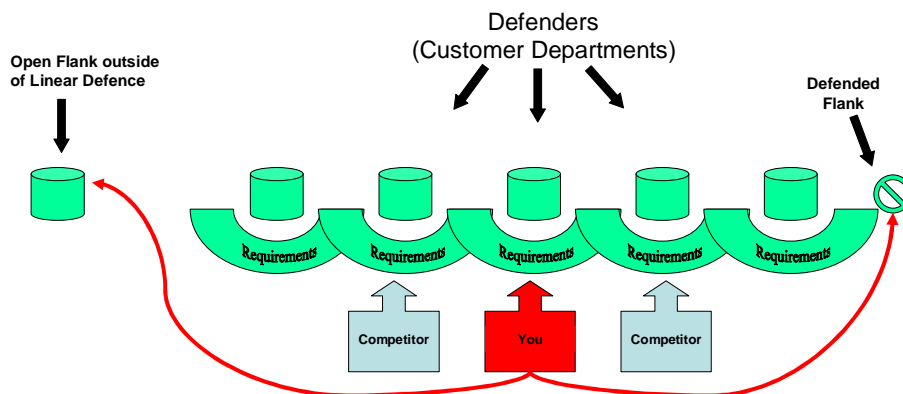 Defenders
(Customer Departments)
Open Flank outside
of Linear Defence
Defended
Flank
Requirements
Requirements
Requirements
Requirements
Requirements
Competitor
You
Competitor